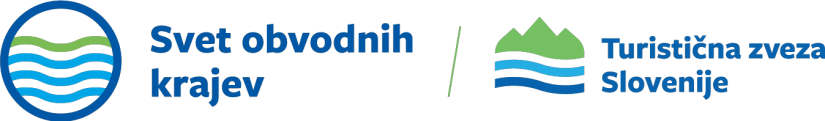 Svet obvodnih
krajev
Turistična zveza
Slovenije